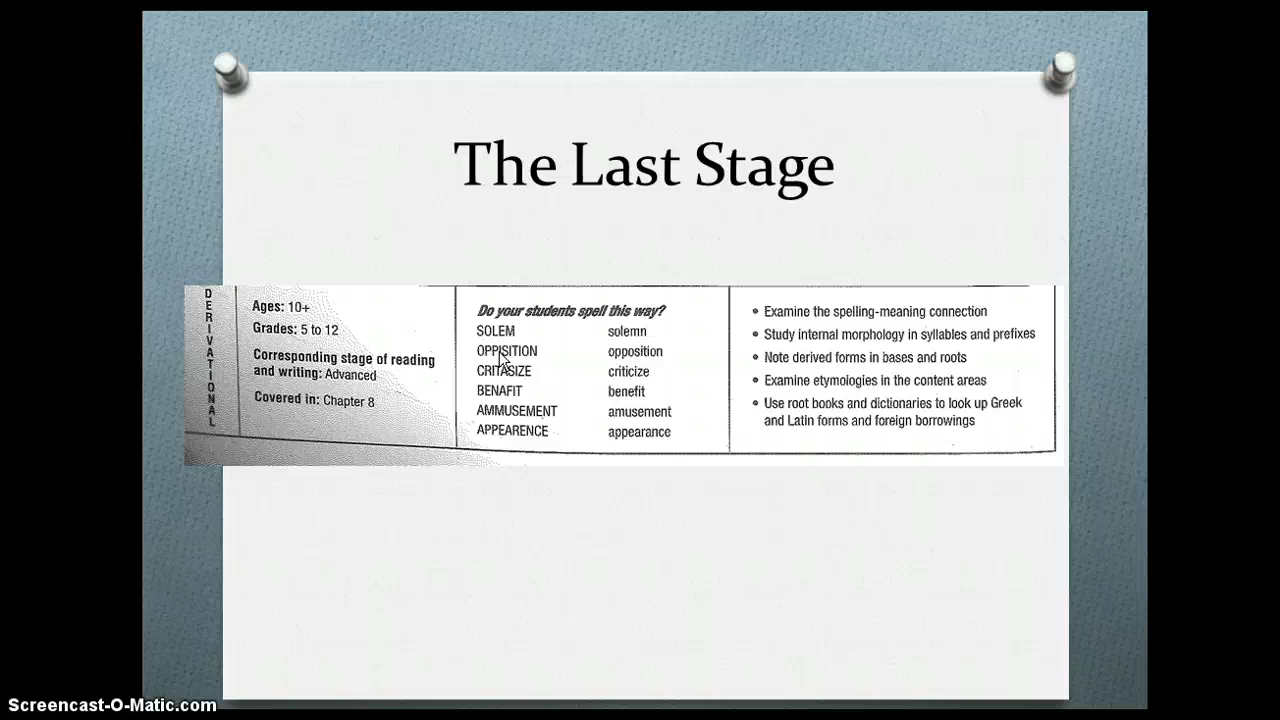 The Last Stage
DERIVATIONAL
Ages: 10+
Grades: 5 to 12
Corresponding stage of reading
and writing: Advanced
Covered in: Chapter 8
Do your students spell this way?
SOLEM solemn
OPPISITION opposition
CRITASIZE criticize
BENAFIT benefit
AMMUSEMENT amusement
APPEARENCE appearance
• Examine the spelling-meaning connection
• Study internal morphology in syllables and prefixes
• Note derived forms in bases and roots
• Examine etymologies in the content areas
• Use root books and dictionaries to look up Greek
and Latin forms and foreign borrowings
Screencast-O-Matic.com